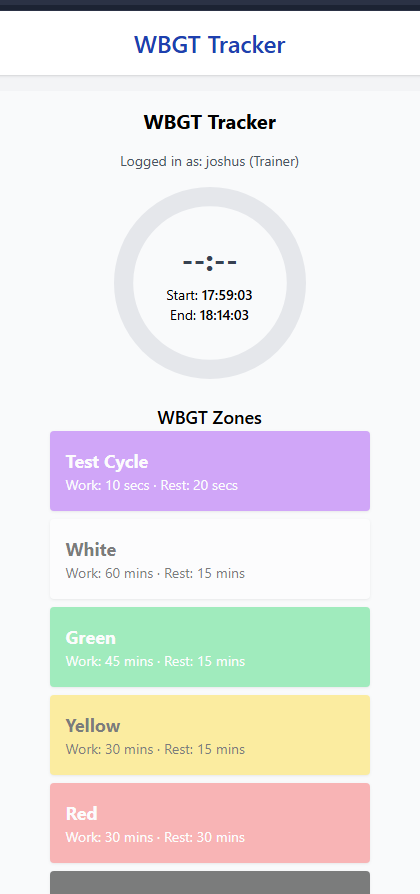 WBGT Tracker
WBGT Tracker
Logged in as: joshus (Trainer)
--:--
Start: 17:59:03
End: 18:14:03
WBGT Zones
Test Cycle
Work: 10 secs · Rest: 20 secs
White
Work: 60 mins · Rest: 15 mins
Green
Work: 45 mins · Rest: 15 mins
Yellow
Work: 30 mins · Rest: 15 mins
Red
Work: 30 mins · Rest: 30 mins